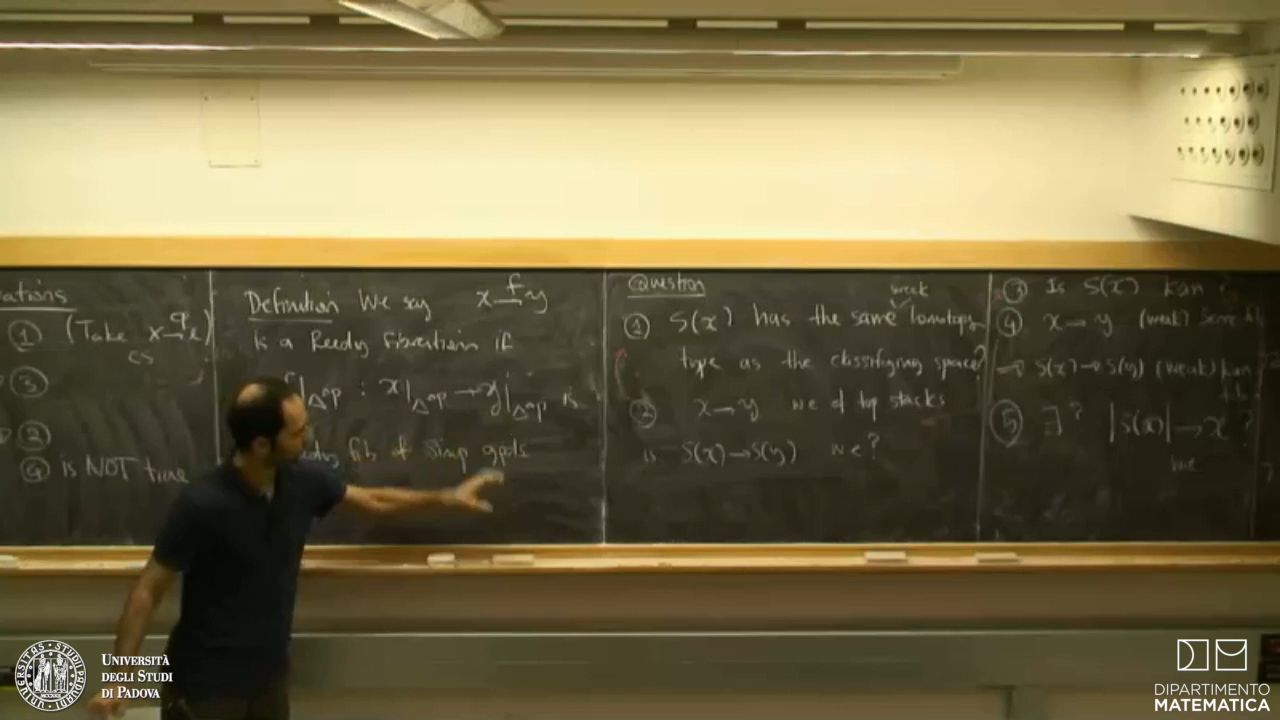 ations
① (Take X →q X)
cs
③
②
④ is NOT true
Definition We say X →f Y
is a Reedy fibration if
f|Δop : X|Δop → Y|Δop is
fib of Simp gpds
Question
weak
① S(X) has the same homotopy
type as the classifying space?
② X → Y we of top stacks
is S(X) → S(Y) we?
③ Is S(X) Kan
④ X → Y (weak) Serre
⇒ S(X) → S(Y) (weak) Kan
fib
⑤ ∃? |S(X)| → X ?
we
UNIVERSITÀ
DEGLI STUDI
DI PADOVA
DIPARTIMENTO
MATEMATICA